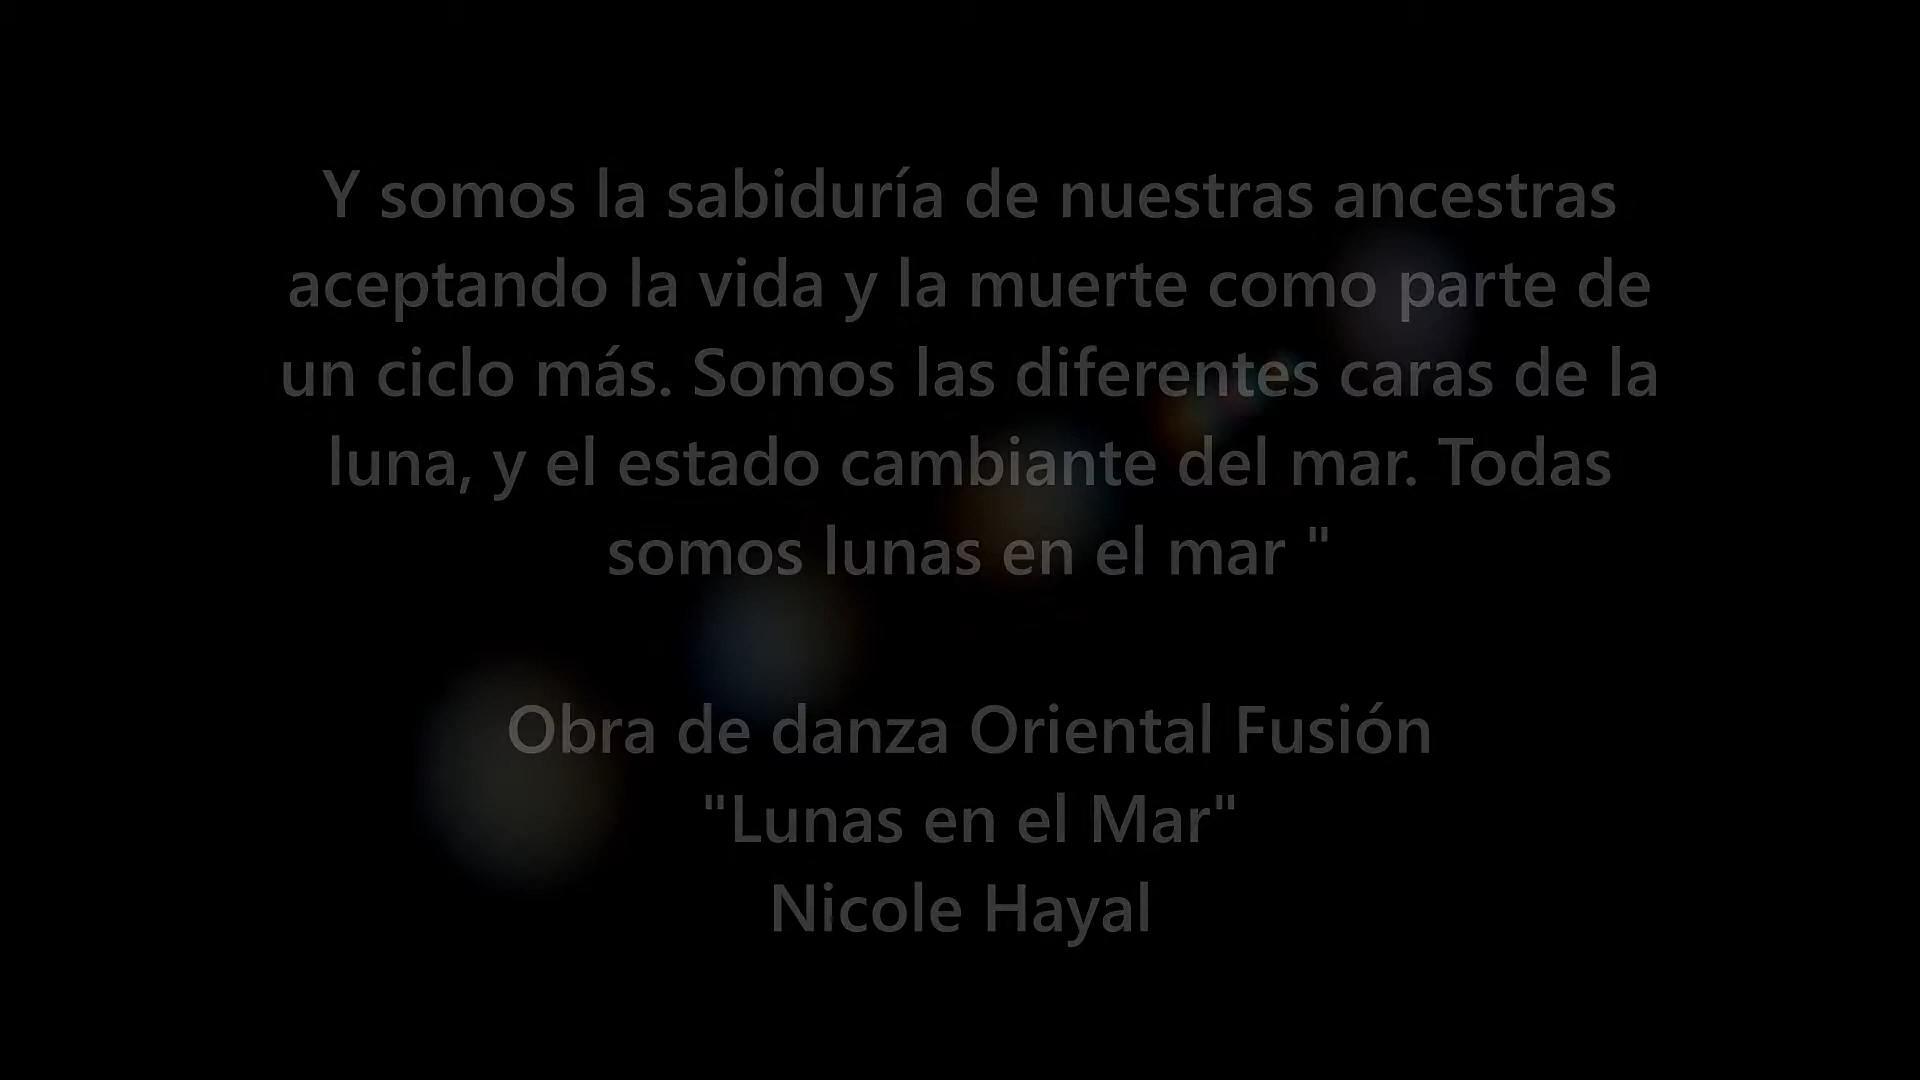 Y somos la sabiduría de nuestras ancestras
aceptando la vida y la muerte como parte de
un ciclo más. Somos las diferentes caras de la
luna, y el estado cambiante del mar. Todas
somos lunas en el mar "
Obra de danza Oriental Fusión
"Lunas en el Mar"
Nicole Hayal